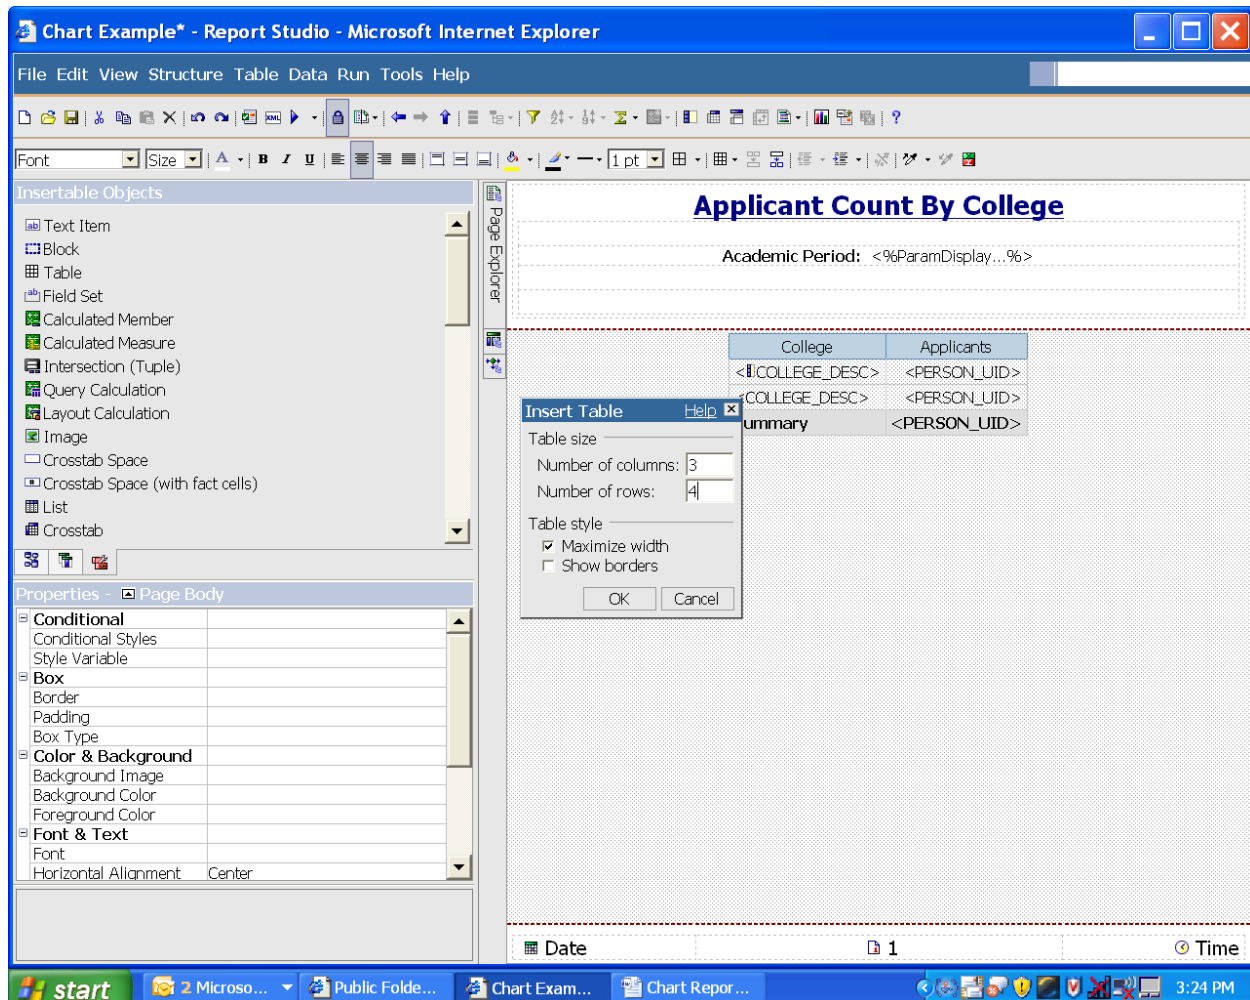 Chart Example* - Report Studio - Microsoft Internet Explorer
File Edit View Structure Table Data Run Tools Help
Font Size A B I U 1 pt
Insertable Objects
Text Item
Block
Table
Field Set
Calculated Member
Calculated Measure
Intersection (Tuple)
Query Calculation
Layout Calculation
Image
Crosstab Space
Crosstab Space (with fact cells)
List
Crosstab
Properties - Page Body
Conditional
Conditional Styles
Style Variable
Box
Border
Padding
Box Type
Color & Background
Background Image
Background Color
Foreground Color
Font & Text
Font
Horizontal Alignment Center
Page Explorer
Applicant Count By College
Academic Period: <%ParamDisplay...%>
College Applicants
<COLLEGE_DESC> <PERSON_UID>
<COLLEGE_DESC> <PERSON_UID>
ummary <PERSON_UID>
Insert Table Help
Table size
Number of columns: 3
Number of rows: 4
Table style
Maximize width
Show borders
OK Cancel
Date 1 Time
start 2 Microso... Public Folde... Chart Exam... Chart Repor... 3:24 PM